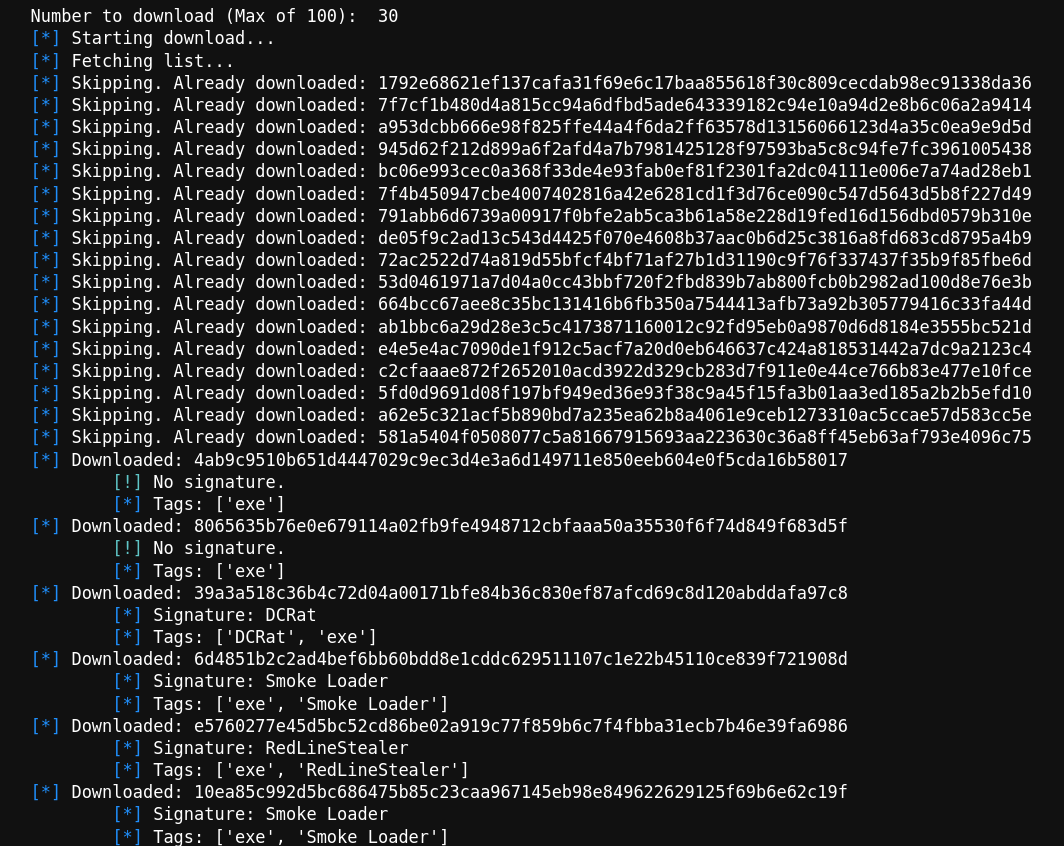 Number to download (Max of 100):  30
[*] Starting download...
[*] Fetching list...
[*] Skipping. Already downloaded: 1792e68621ef137cafa31f69e6c17baa855618f30c809cecdab98ec91338da36
[*] Skipping. Already downloaded: 7f7cf1b480d4a815cc94a6dfbd5ade643339182c94e10a94d2e8b6c06a2a9414
[*] Skipping. Already downloaded: a953dcbb666e98f825ffe44a4f6da2ff63578d13156066123d4a35c0ea9e9d5d
[*] Skipping. Already downloaded: 945d62f212d899a6f2afd4a7b7981425128f97593ba5c8c94fe7fc3961005438
[*] Skipping. Already downloaded: bc06e993cec0a368f33de4e93fab0ef81f2301fa2dc04111e006e7a74ad28eb1
[*] Skipping. Already downloaded: 7f4b450947cbe4007402816a42e6281cd1f3d76ce090c547d5643d5b8f227d49
[*] Skipping. Already downloaded: 791abb6d6739a00917f0bfe2ab5ca3b61a58e228d19fed16d156dbd0579b310e
[*] Skipping. Already downloaded: de05f9c2ad13c543d4425f070e4608b37aac0b6d25c3816a8fd683cd8795a4b9
[*] Skipping. Already downloaded: 72ac2522d74a819d55bfcf4bf71af27b1d31190c9f76f337437f35b9f85fbe6d
[*] Skipping. Already downloaded: 53d0461971a7d04a0cc43bbf720f2fbd839b7ab800fcb0b2982ad100d8e76e3b
[*] Skipping. Already downloaded: 664bcc67aee8c35bc131416b6fb350a7544413afb73a92b305779416c33fa44d
[*] Skipping. Already downloaded: ab1bbc6a29d28e3c5c4173871160012c92fd95eb0a9870d6d8184e3555bc521d
[*] Skipping. Already downloaded: e4e5e4ac7090de1f912c5acf7a20d0eb646637c424a818531442a7dc9a2123c4
[*] Skipping. Already downloaded: c2cfaaae872f2652010acd3922d329cb283d7f911e0e44ce766b83e477e10fce
[*] Skipping. Already downloaded: 5fd0d9691d08f197bf949ed36e93f38c9a45f15fa3b01aa3ed185a2b2b5efd10
[*] Skipping. Already downloaded: a62e5c321acf5b890bd7a235ea62b8a4061e9ceb1273310ac5ccae57d583cc5e
[*] Skipping. Already downloaded: 581a5404f0508077c5a81667915693aa223630c36a8ff45eb63af793e4096c75
[*] Downloaded: 4ab9c9510b651d4447029c9ec3d4e3a6d149711e850eeb604e0f5cda16b58017
[!] No signature.
[*] Tags: ['exe']
[*] Downloaded: 8065635b76e0e679114a02fb9fe4948712cbfaaa50a35530f6f74d849f683d5f
[!] No signature.
[*] Tags: ['exe']
[*] Downloaded: 39a3a518c36b4c72d04a00171bfe84b36c830ef87afcd69c8d120abddafa97c8
[*] Signature: DCRat
[*] Tags: ['DCRat', 'exe']
[*] Downloaded: 6d4851b2c2ad4bef6bb60bdd8e1cddc629511107c1e22b45110ce839f721908d
[*] Signature: Smoke Loader
[*] Tags: ['exe', 'Smoke Loader']
[*] Downloaded: e5760277e45d5bc52cd86be02a919c77f859b6c7f4fbba31ecb7b46e39fa6986
[*] Signature: RedLineStealer
[*] Tags: ['exe', 'RedLineStealer']
[*] Downloaded: 10ea85c992d5bc686475b85c23caa967145eb98e849622629125f69b6e62c19f
[*] Signature: Smoke Loader
[*] Tags: ['exe', 'Smoke Loader']